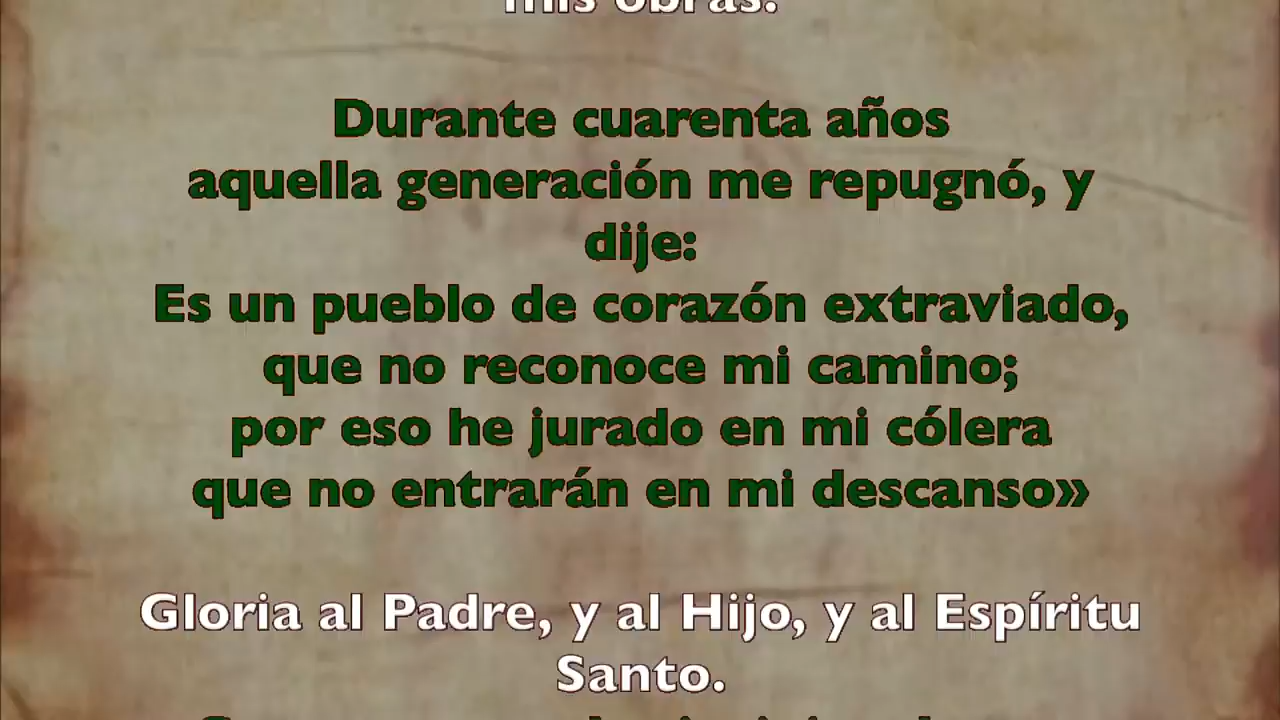 mis obras.
Durante cuarenta años
aquella generación me repugnó, y
dije:
Es un pueblo de corazón extraviado,
que no reconoce mi camino;
por eso he jurado en mi cólera
que no entrarán en mi descanso»
Gloria al Padre, y al Hijo, y al Espíritu
Santo.